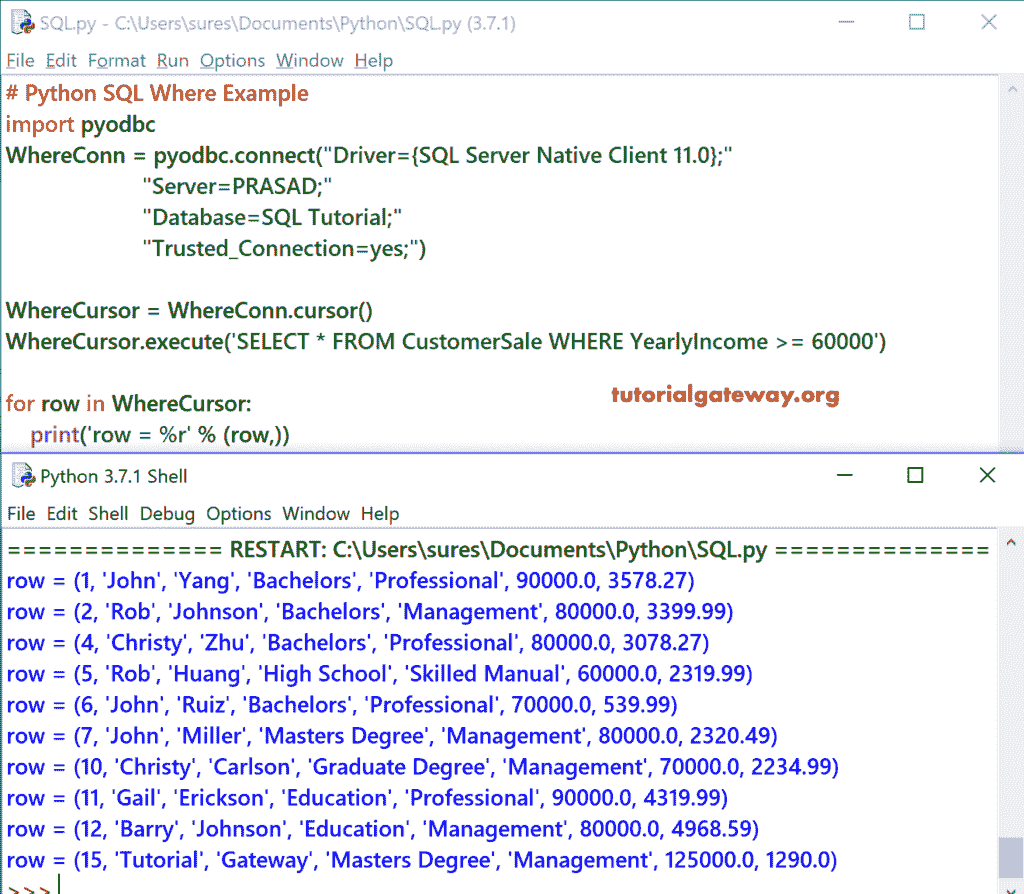 SQL.py - C:\Users\sures\Documents\Python\SQL.py (3.7.1)
File Edit Format Run Options Window Help
# Python SQL Where Example
import pyodbc
WhereConn = pyodbc.connect("Driver={SQL Server Native Client 11.0};"
"Server=PRASAD;"
"Database=SQL Tutorial;"
"Trusted_Connection=yes;")
WhereCursor = WhereConn.cursor()
WhereCursor.execute('SELECT * FROM CustomerSale WHERE YearlyIncome >= 60000')
tutorialgateway.org
for row in WhereCursor:
print('row = %r' % (row,))
Python 3.7.1 Shell
File Edit Shell Debug Options Window Help
============== RESTART: C:\Users\sures\Documents\Python\SQL.py ==============
row = (1, 'John', 'Yang', 'Bachelors', 'Professional', 90000.0, 3578.27)
row = (2, 'Rob', 'Johnson', 'Bachelors', 'Management', 80000.0, 3399.99)
row = (4, 'Christy', 'Zhu', 'Bachelors', 'Professional', 80000.0, 3078.27)
row = (5, 'Rob', 'Huang', 'High School', 'Skilled Manual', 60000.0, 2319.99)
row = (6, 'John', 'Ruiz', 'Bachelors', 'Professional', 70000.0, 539.99)
row = (7, 'John', 'Miller', 'Masters Degree', 'Management', 80000.0, 2320.49)
row = (10, 'Christy', 'Carlson', 'Graduate Degree', 'Management', 70000.0, 2234.99)
row = (11, 'Gail', 'Erickson', 'Education', 'Professional', 90000.0, 4319.99)
row = (12, 'Barry', 'Johnson', 'Education', 'Management', 80000.0, 4968.59)
row = (15, 'Tutorial', 'Gateway', 'Masters Degree', 'Management', 125000.0, 1290.0)
>>>